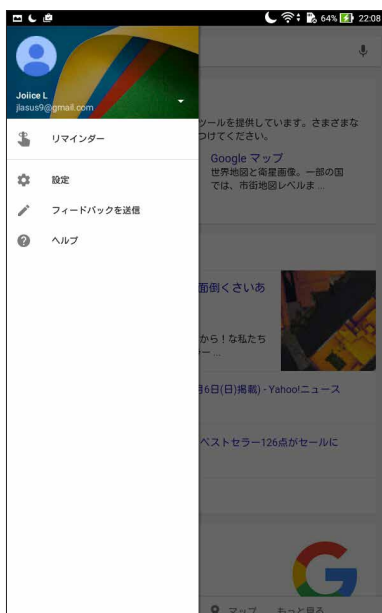 64% 22:08
Joiice L
jlasus9@gmail.com
リマインダー
設定
フィードバックを送信
ヘルプ
ツールを提供しています。さまざまな
つけてください。
Google マップ
世界地図と衛星画像。一部の国
では、市街地図レベルま ...
面倒くさいあ
から！な私たち
ー ...
月6日(日)掲載) - Yahoo!ニュース
ベストセラー126点がセールに
マップ もっと見る